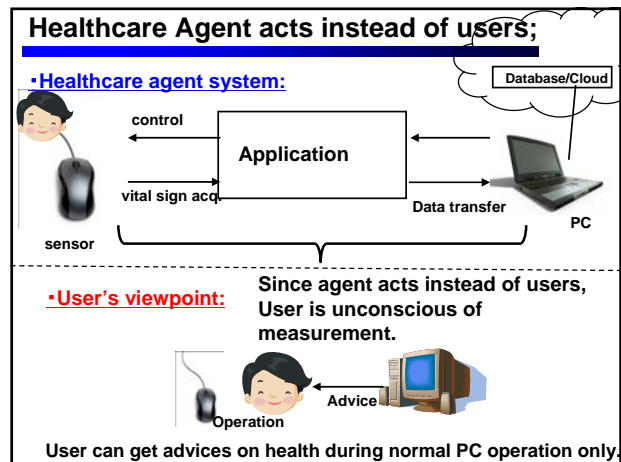 Healthcare Agent acts instead of users;
・Healthcare agent system:
Database/Cloud
control
Application
vital sign acq.
Data transfer
PC
sensor
・User's viewpoint:
Since agent acts instead of users,
User is unconscious of
measurement.
Advice
Operation
User can get advices on health during normal PC operation only.